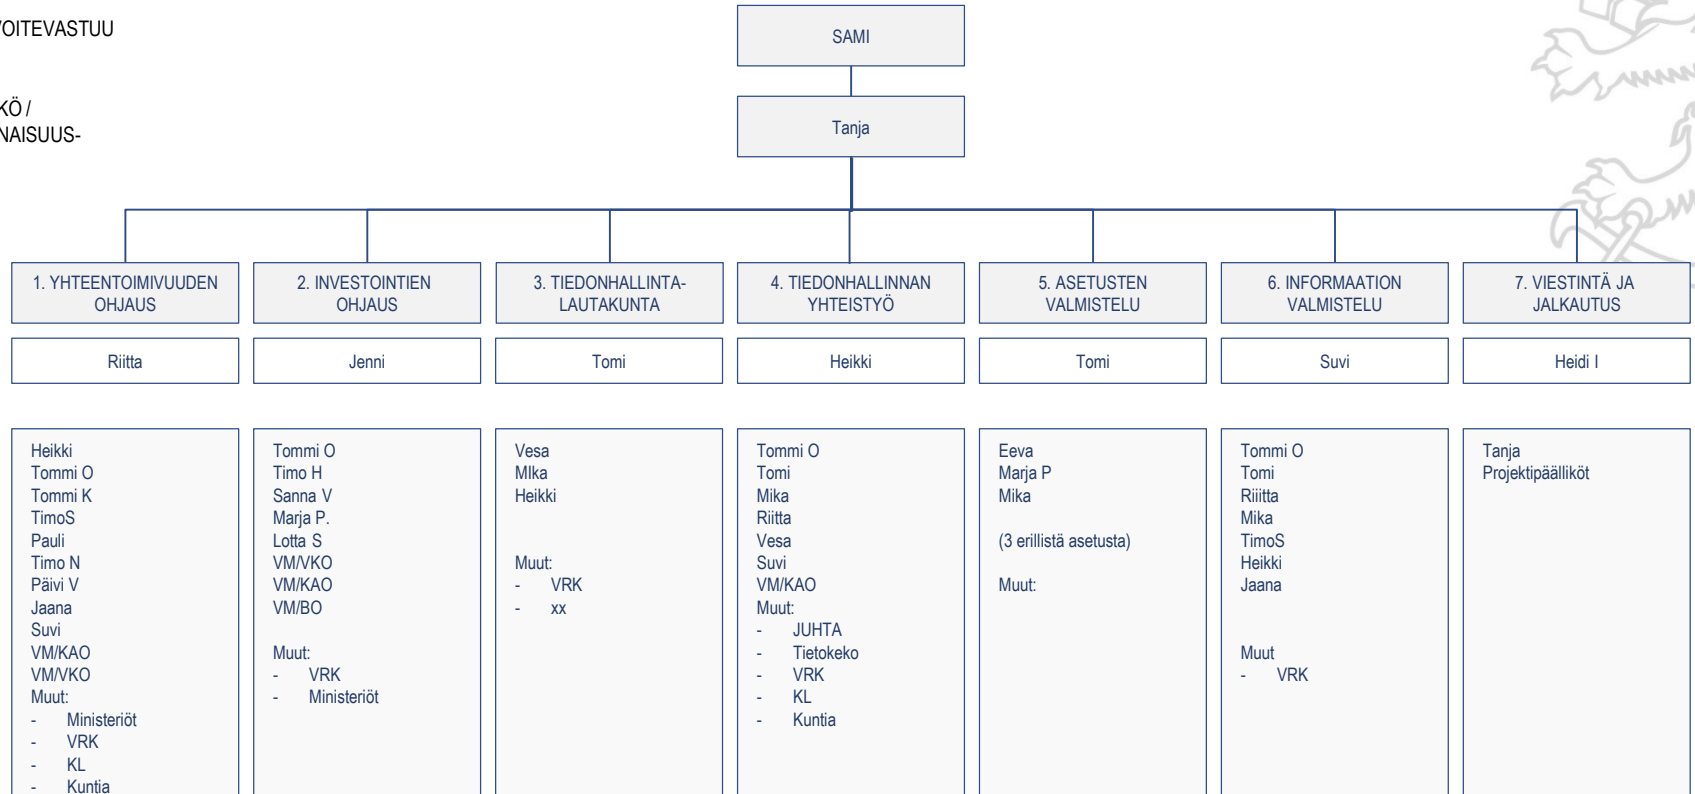 VOITEVASTUU
KÖ /
NAISUUS-
SAMI
Tanja
1. YHTEENTOIMIVUUDEN
OHJAUS
Riitta
Heikki
Tommi O
Tommi K
TimoS
Pauli
Timo N
Päivi V
Jaana
Suvi
VM/KAO
VM/VKO
Muut:
- Ministeriöt
- VRK
- KL
- Kuntia
2. INVESTOINTIEN
OHJAUS
Jenni
Tommi O
Timo H
Sanna V
Marja P.
Lotta S
VM/VKO
VM/KAO
VM/BO
Muut:
- VRK
- Ministeriöt
3. TIEDONHALLINTA-
LAUTAKUNTA
Tomi
Vesa
MIka
Heikki
Muut:
- VRK
- xx
4. TIEDONHALLINNAN
YHTEISTYÖ
Heikki
Tommi O
Tomi
Mika
Riitta
Vesa
Suvi
VM/KAO
Muut:
- JUHTA
- Tietokeko
- VRK
- KL
- Kuntia
5. ASETUSTEN
VALMISTELU
Tomi
Eeva
Marja P
Mika
(3 erillistä asetusta)
Muut:
6. INFORMAATION
VALMISTELU
Suvi
Tommi O
Tomi
Riiitta
Mika
TimoS
Heikki
Jaana
Muut
- VRK
7. VIESTINTÄ JA
JALKAUTUS
Heidi I
Tanja
Projektipäälliköt